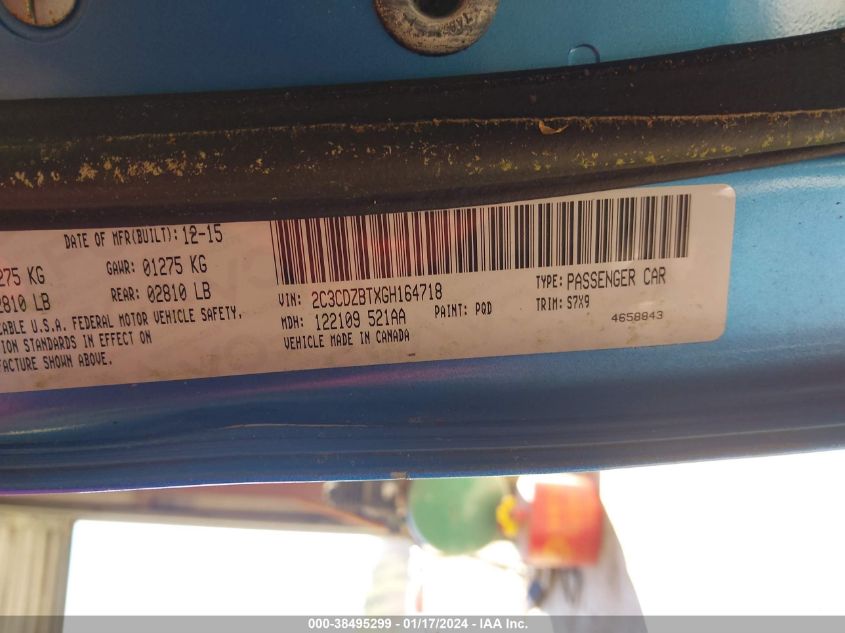 DATE OF MFR(BUILT): 12-15
275 KG GAWR: 01275 KG
2810 LB REAR: 02810 LB
CABLE U.S.A. FEDERAL MOTOR VEHICLE SAFETY,
ION STANDARDS IN EFFECT ON
FACTURE SHOWN ABOVE.
VIN: 2C3CDZBTXGH164718 TYPE: PASSENGER CAR
MDH: 122109 521AA PAINT: PQD TRIM: S7X9
VEHICLE MADE IN CANADA 4658843
000-38495299 - 01/17/2024 - IAA Inc.